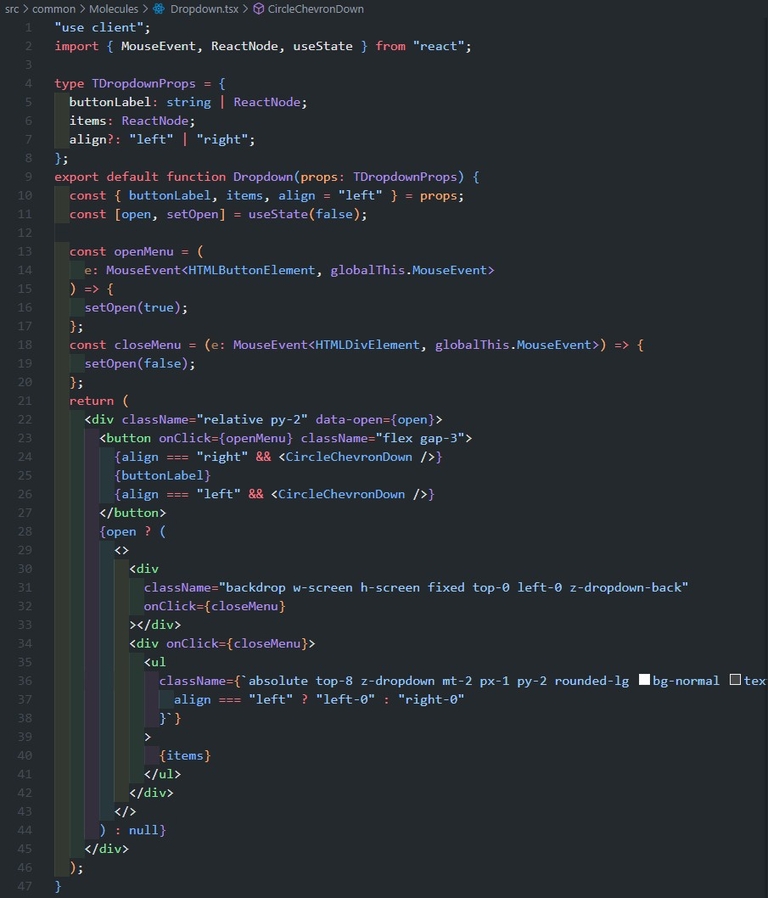 src > common > Molecules > Dropdown.tsx > CircleChevronDown
1 "use client";
2 import { MouseEvent, ReactNode, useState } from "react";
3
4 type TDropdownProps = {
5   buttonLabel: string | ReactNode;
6   items: ReactNode;
7   align?: "left" | "right";
8 };
9 export default function Dropdown(props: TDropdownProps) {
10   const { buttonLabel, items, align = "left" } = props;
11   const [open, setOpen] = useState(false);
12
13   const openMenu = (
14     e: MouseEvent<HTMLButtonElement, globalThis.MouseEvent>
15   ) => {
16     setOpen(true);
17   };
18   const closeMenu = (e: MouseEvent<HTMLDivElement, globalThis.MouseEvent>) => {
19     setOpen(false);
20   };
21   return (
22     <div className="relative py-2" data-open={open}>
23       <button onClick={openMenu} className="flex gap-3">
24         {align === "right" && <CircleChevronDown />}
25         {buttonLabel}
26         {align === "left" && <CircleChevronDown />}
27       </button>
28       {open ? (
29         <>
30           <div
31             className="backdrop w-screen h-screen fixed top-0 left-0 z-dropdown-back"
32             onClick={closeMenu}
33           ></div>
34           <div onClick={closeMenu}>
35             <ul
36               className={`absolute top-8 z-dropdown mt-2 px-1 py-2 rounded-lg bg-normal tex
37                 align === "left" ? "left-0" : "right-0"
38               }`}
39             >
40               {items}
41             </ul>
42           </div>
43         </>
44       ) : null}
45     </div>
46   );
47 }